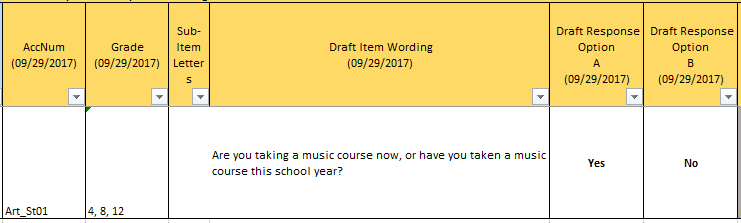 AccNum
(09/29/2017)
Grade
(09/29/2017)
Sub-
Item
Letter
s
Draft Item Wording
(09/29/2017)
Draft Response
Option
A
(09/29/2017)
Draft Response
Option
B
(09/29/2017)
Art_St01
4, 8, 12
Are you taking a music course now, or have you taken a music
course this school year?
Yes
No